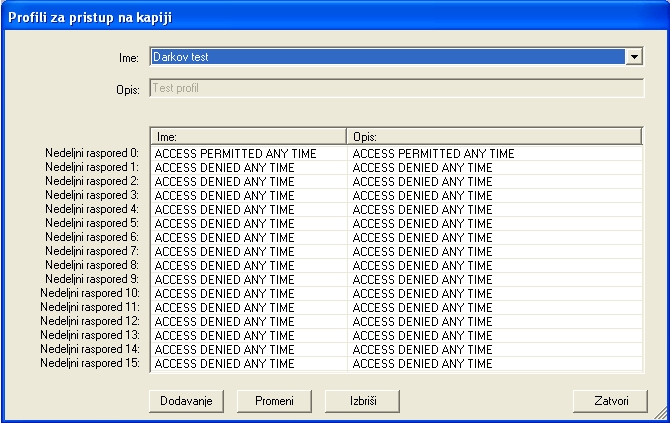 Profili za pristup na kapiji
Ime: Darkov test
Opis: Test profil
Ime: Opis:
Nedeljni raspored 0: ACCESS PERMITTED ANY TIME ACCESS PERMITTED ANY TIME
Nedeljni raspored 1: ACCESS DENIED ANY TIME ACCESS DENIED ANY TIME
Nedeljni raspored 2: ACCESS DENIED ANY TIME ACCESS DENIED ANY TIME
Nedeljni raspored 3: ACCESS DENIED ANY TIME ACCESS DENIED ANY TIME
Nedeljni raspored 4: ACCESS DENIED ANY TIME ACCESS DENIED ANY TIME
Nedeljni raspored 5: ACCESS DENIED ANY TIME ACCESS DENIED ANY TIME
Nedeljni raspored 6: ACCESS DENIED ANY TIME ACCESS DENIED ANY TIME
Nedeljni raspored 7: ACCESS DENIED ANY TIME ACCESS DENIED ANY TIME
Nedeljni raspored 8: ACCESS DENIED ANY TIME ACCESS DENIED ANY TIME
Nedeljni raspored 9: ACCESS DENIED ANY TIME ACCESS DENIED ANY TIME
Nedeljni raspored 10: ACCESS DENIED ANY TIME ACCESS DENIED ANY TIME
Nedeljni raspored 11: ACCESS DENIED ANY TIME ACCESS DENIED ANY TIME
Nedeljni raspored 12: ACCESS DENIED ANY TIME ACCESS DENIED ANY TIME
Nedeljni raspored 13: ACCESS DENIED ANY TIME ACCESS DENIED ANY TIME
Nedeljni raspored 14: ACCESS DENIED ANY TIME ACCESS DENIED ANY TIME
Nedeljni raspored 15: ACCESS DENIED ANY TIME ACCESS DENIED ANY TIME
Dodavanje Promeni Izbriši Zatvori